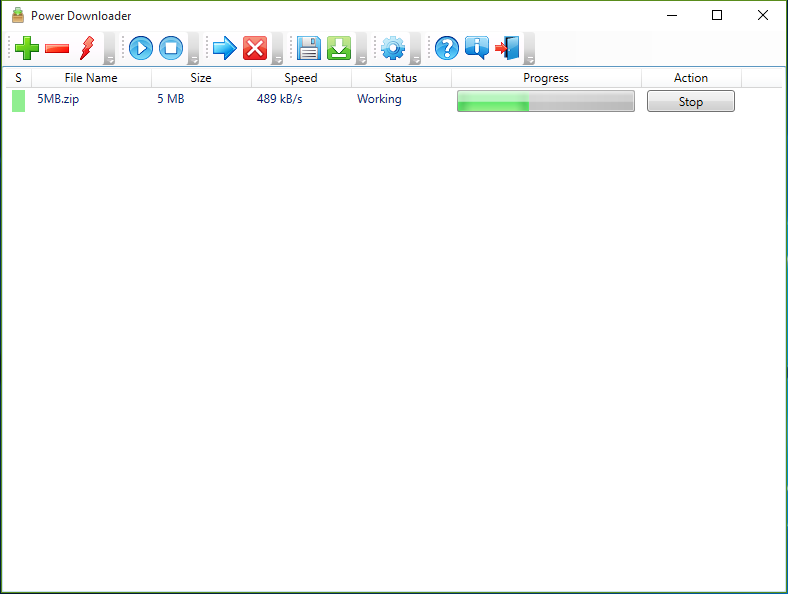 Power Downloader
S File Name Size Speed Status Progress Action
5MB.zip 5 MB 489 kB/s Working Stop